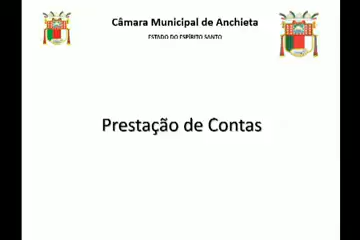 Câmara Municipal de Anchieta
ESTADO DO ESPÍRITO SANTO
Prestação de Contas